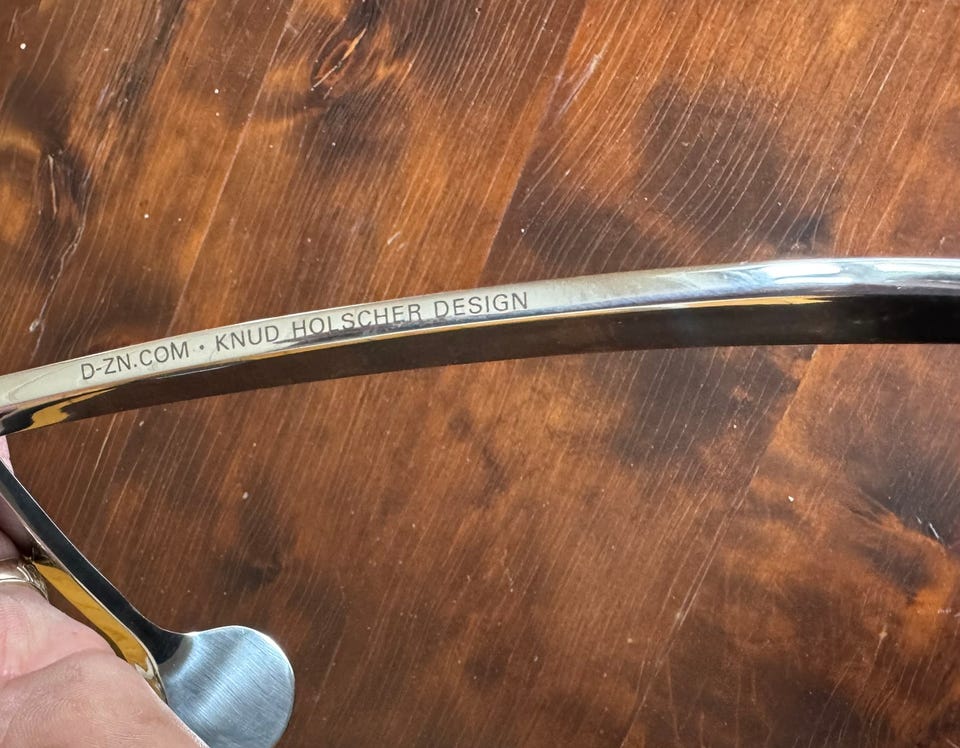 D-ZN.COM • KNUD HOLSCHER DESIGN